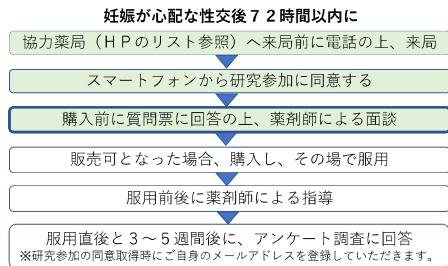 妊娠が心配な性交後７２時間以内に
協力薬局（ＨＰのリスト参照）へ来局前に電話の上、来局
スマートフォンから研究参加に同意する
購入前に質問票に回答の上、薬剤師による面談
販売可となった場合、購入し、その場で服用
服用前後に薬剤師による指導
服用直後と３～５週間後に、アンケート調査に回答
※研究参加の同意取得時にご自身のメールアドレスを登録していただきます。